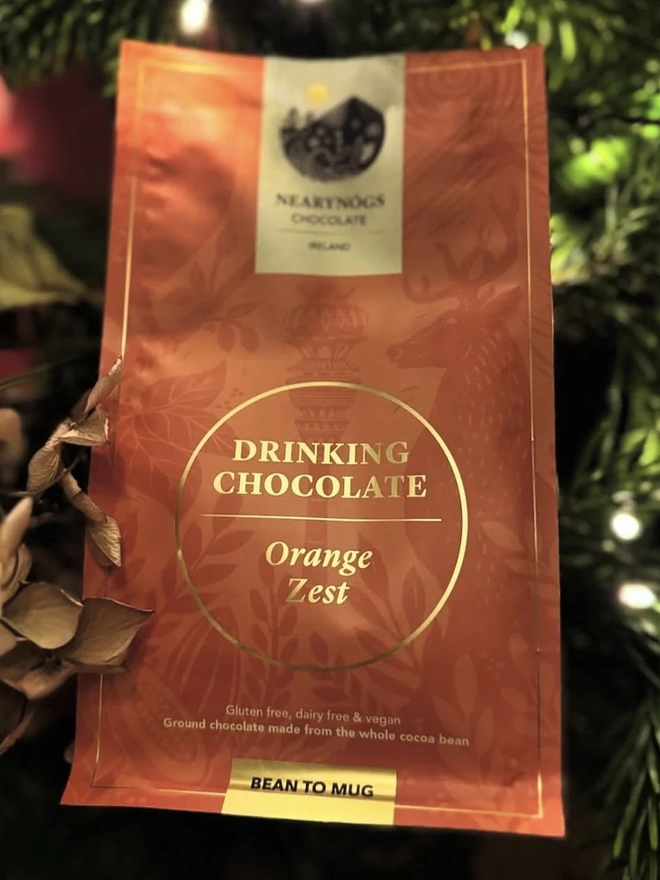 NEARYNÓGS
CHOCOLATE
IRELAND
DRINKING
CHOCOLATE
Orange
Zest
Gluten free, dairy free & vegan
Ground chocolate made from the whole cocoa bean
BEAN TO MUG